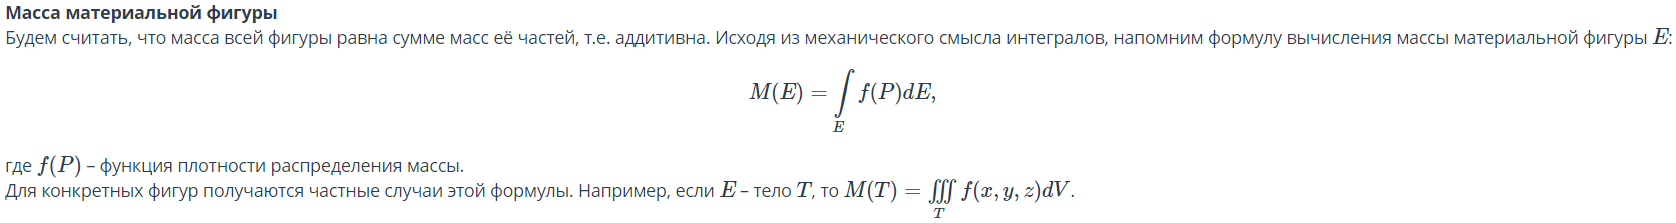 Масса материальной фигуры
Будем считать, что масса всей фигуры равна сумме масс её частей, т.е. аддитивна. Исходя из механического смысла интегралов, напомним формулу вычисления массы материальной фигуры E:
M(E) = ∫_E f(P)dE,
где f(P) – функция плотности распределения массы.
Для конкретных фигур получаются частные случаи этой формулы. Например, если E – тело T, то M(T) = ∭_T f(x, y, z)dV.